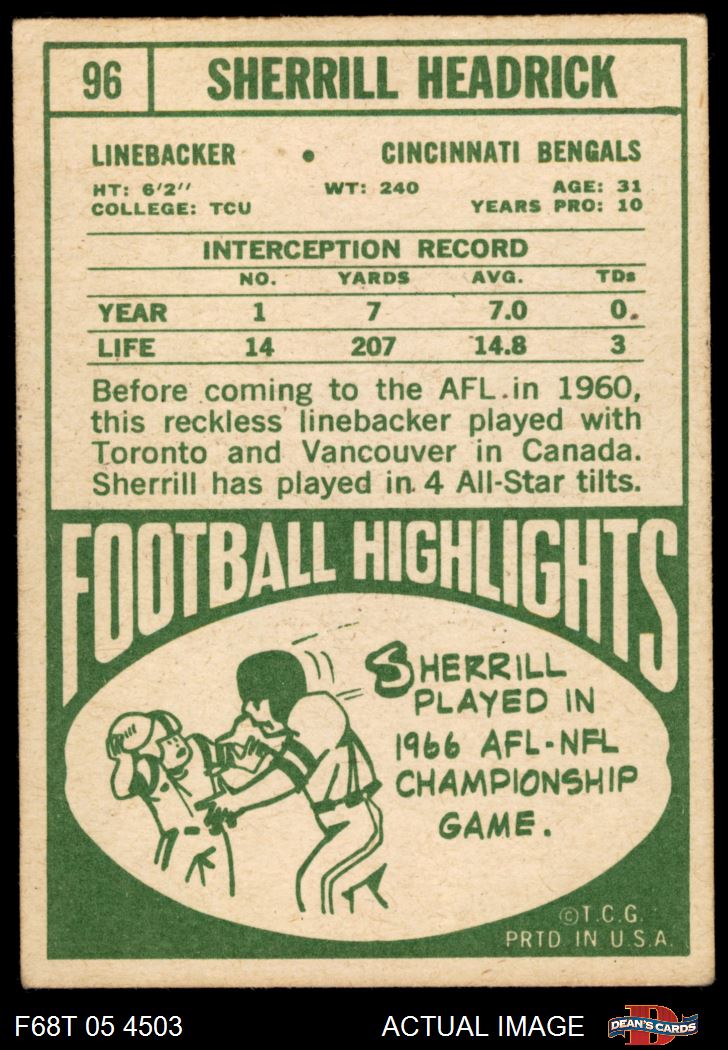 96 SHERRILL HEADRICK
LINEBACKER • CINCINNATI BENGALS
HT: 6'2" WT: 240 AGE: 31
COLLEGE: TCU YEARS PRO: 10
INTERCEPTION RECORD
NO. YARDS AVG. TDs
YEAR 1 7 7.0 0.
LIFE 14 207 14.8 3
Before coming to the AFL in 1960,
this reckless linebacker played with
Toronto and Vancouver in Canada.
Sherrill has played in 4 All-Star tilts.
FOOTBALL HIGHLIGHTS
SHERRILL
PLAYED IN
1966 AFL-NFL
CHAMPIONSHIP
GAME.
©T.C.G.
PRTD IN U.S.A.
F68T 05 4503 ACTUAL IMAGE D DEAN'S CARDS